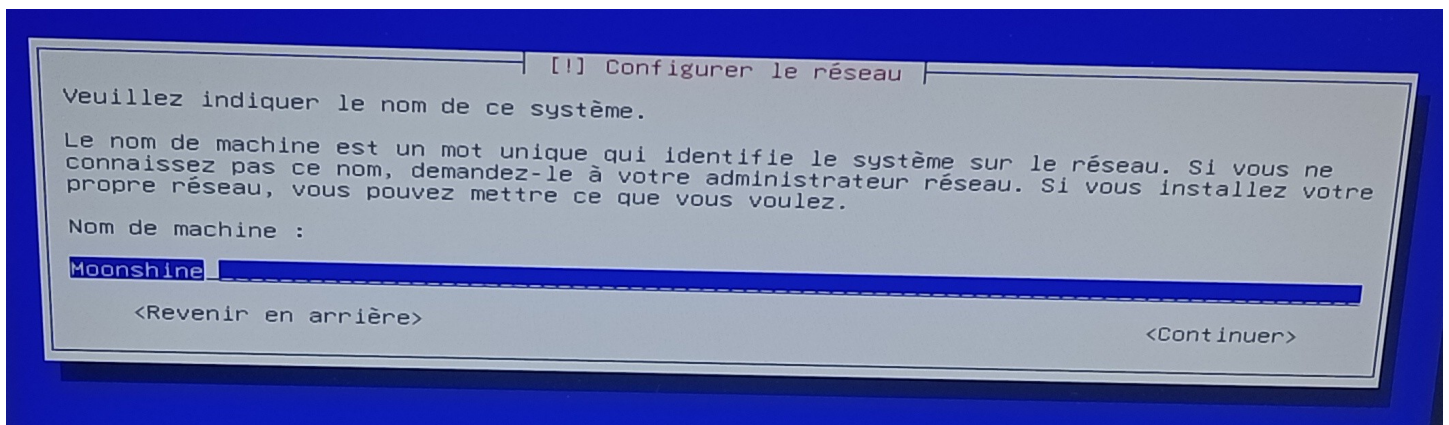 [!] Configurer le réseau
Veuillez indiquer le nom de ce système.
Le nom de machine est un mot unique qui identifie le système sur le réseau. Si vous ne
connaissez pas ce nom, demandez-le à votre administrateur réseau. Si vous installez votre
propre réseau, vous pouvez mettre ce que vous voulez.
Nom de machine :
Moonshine
<Revenir en arrière>
<Continuer>